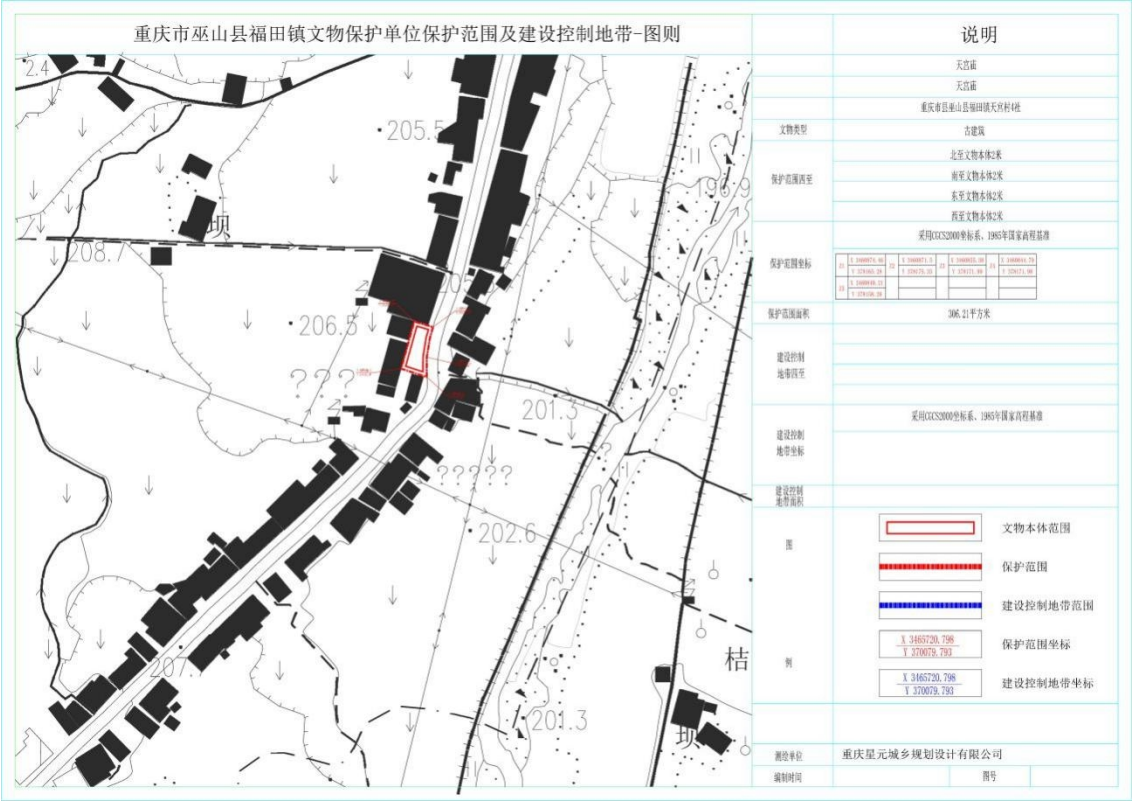 重庆市巫山县福田镇文物保护单位保护范围及建设控制地带-图则
说明
天宫庙
天宫庙
重庆市县巫山县福田镇天宫村4社
文物类型
古建筑
保护范围四至
北至文物本体2米
南至文物本体2米
东至文物本体2米
西至文物本体2米
采用CGCS2000坐标系、1985年国家高程基准
保护范围坐标
保护范围面积
306.21平方米
建设控制
地带四至
采用CGCS2000坐标系、1985年国家高程基准
建设控制
地带坐标
建设控制
地带面积
图
例
文物本体范围
保护范围
建设控制地带范围
X 3465720.798
Y 370079.793
保护范围坐标
X 3465720.798
Y 370079.793
建设控制地带坐标
测绘单位
重庆星元城乡规划设计有限公司
编制时间
图号
2.4
205.5
坝
208.7
206.5
???
201.3
?
?????
202.6
桔
201.3
坝